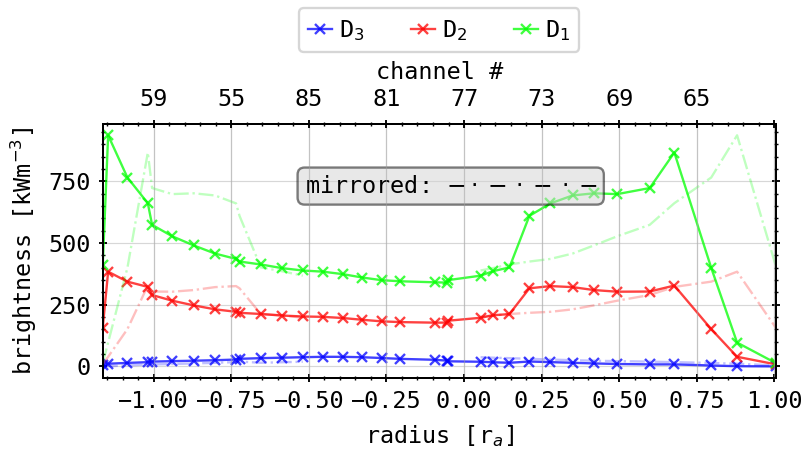 D₃ D₂ D₁
channel #
59 55 85 81 77 73 69 65
mirrored:
brightness [kWm⁻³]
750
500
250
0
−1.00 −0.75 −0.50 −0.25 0.00 0.25 0.50 0.75 1.00
radius [rₐ]